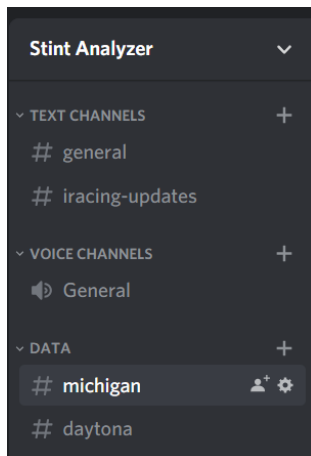 Stint Analyzer
TEXT CHANNELS
# general
# iracing-updates
VOICE CHANNELS
General
DATA
# michigan
# daytona